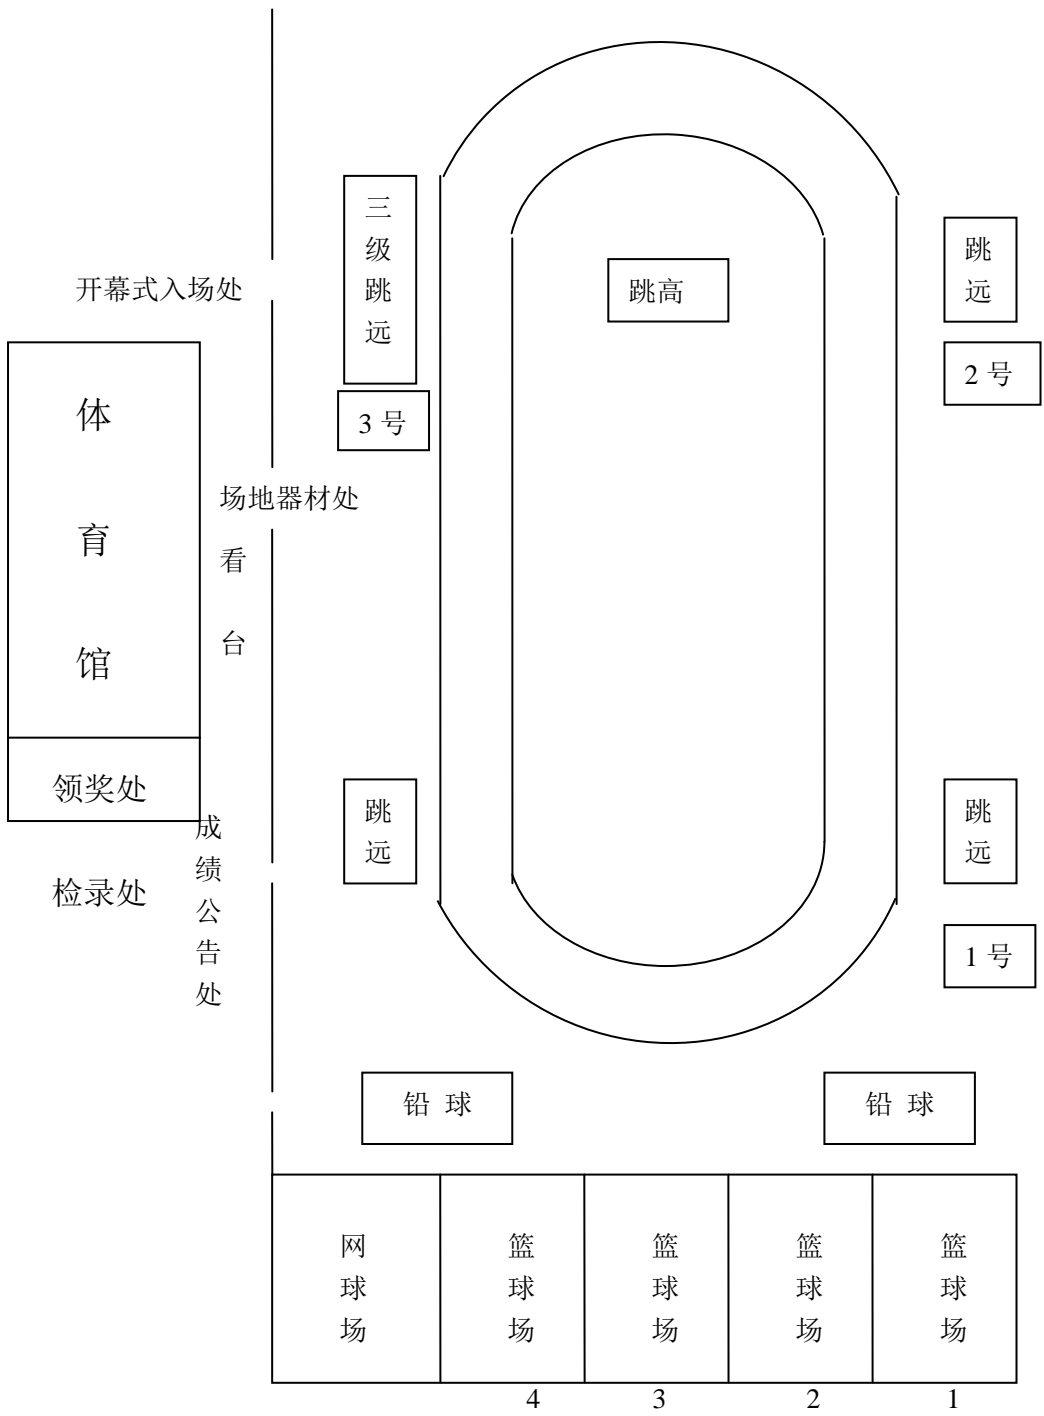 三级跳远
跳远
跳高
开幕式入场处
2 号
3 号
体育馆
场地器材处
看台
领奖处
跳远
跳远
成绩公告处
检录处
1 号
铅 球
铅 球
网球场
篮球场
篮球场
篮球场
篮球场
4
3
2
1